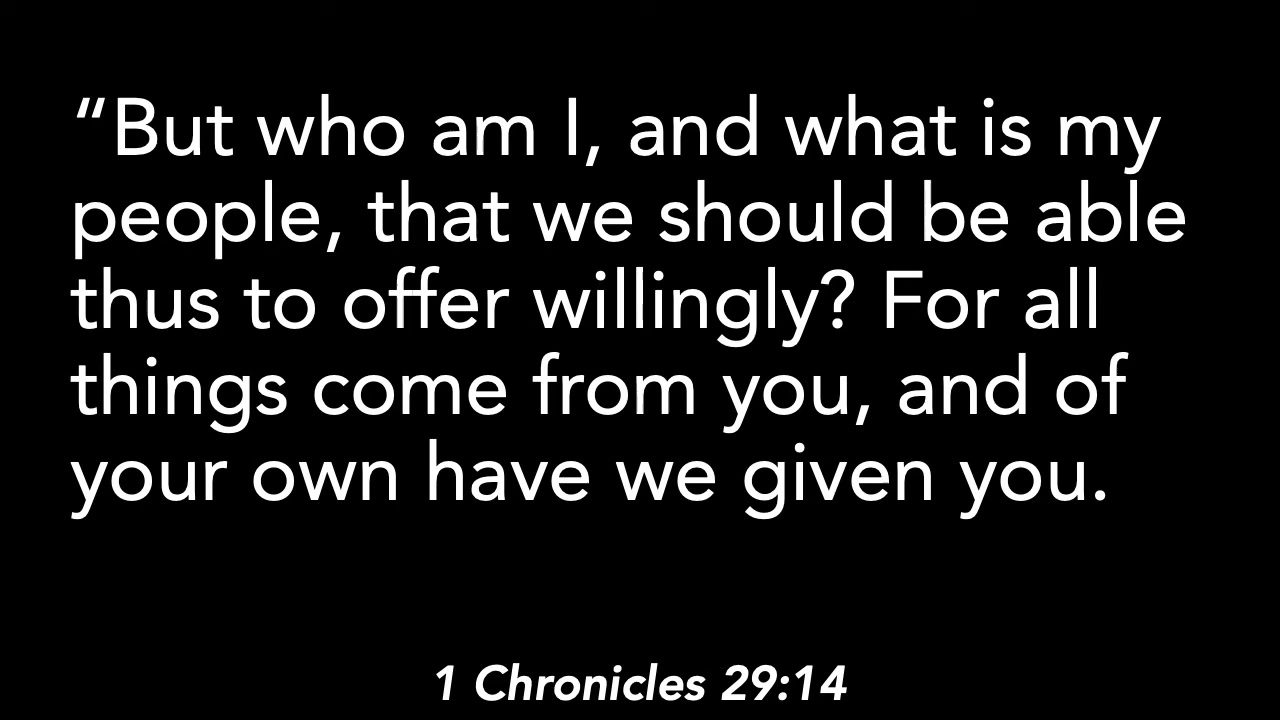 “But who am I, and what is my
people, that we should be able
thus to offer willingly? For all
things come from you, and of
your own have we given you.
1 Chronicles 29:14